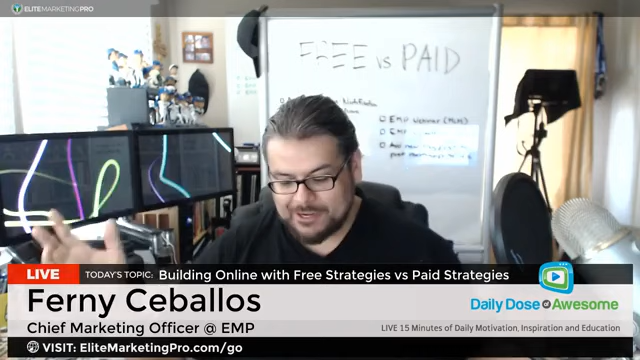 ELITEMARKETINGPRO
FREE vs PAID
EMP Webinar (MLM)
LIVE
TODAY'S TOPIC: Building Online with Free Strategies vs Paid Strategies
Ferny Ceballos
Chief Marketing Officer @ EMP
Daily Dose of Awesome
LIVE 15 Minutes of Daily Motivation, Inspiration and Education
VISIT: EliteMarketingPro.com/go